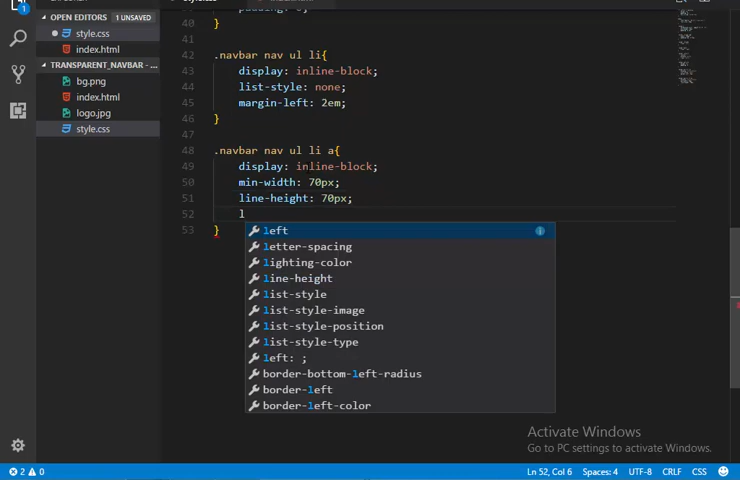 OPEN EDITORS 1 UNSAVED
style.css
index.html
TRANSPARENT_NAVBAR - ...
bg.png
index.html
logo.jpg
style.css
1
40 }
41
42 .navbar nav ul li{
43 display: inline-block;
44 list-style: none;
45 margin-left: 2em;
46 }
47
48 .navbar nav ul li a{
49 display: inline-block;
50 min-width: 70px;
51 line-height: 70px;
52 l
53 }
left
letter-spacing
lighting-color
line-height
list-style
list-style-image
list-style-position
list-style-type
left: ;
border-bottom-left-radius
border-left
border-left-color
Activate Windows
Go to PC settings to activate Windows.
2 0 Ln 52, Col 6 Spaces: 4 UTF-8 CRLF CSS